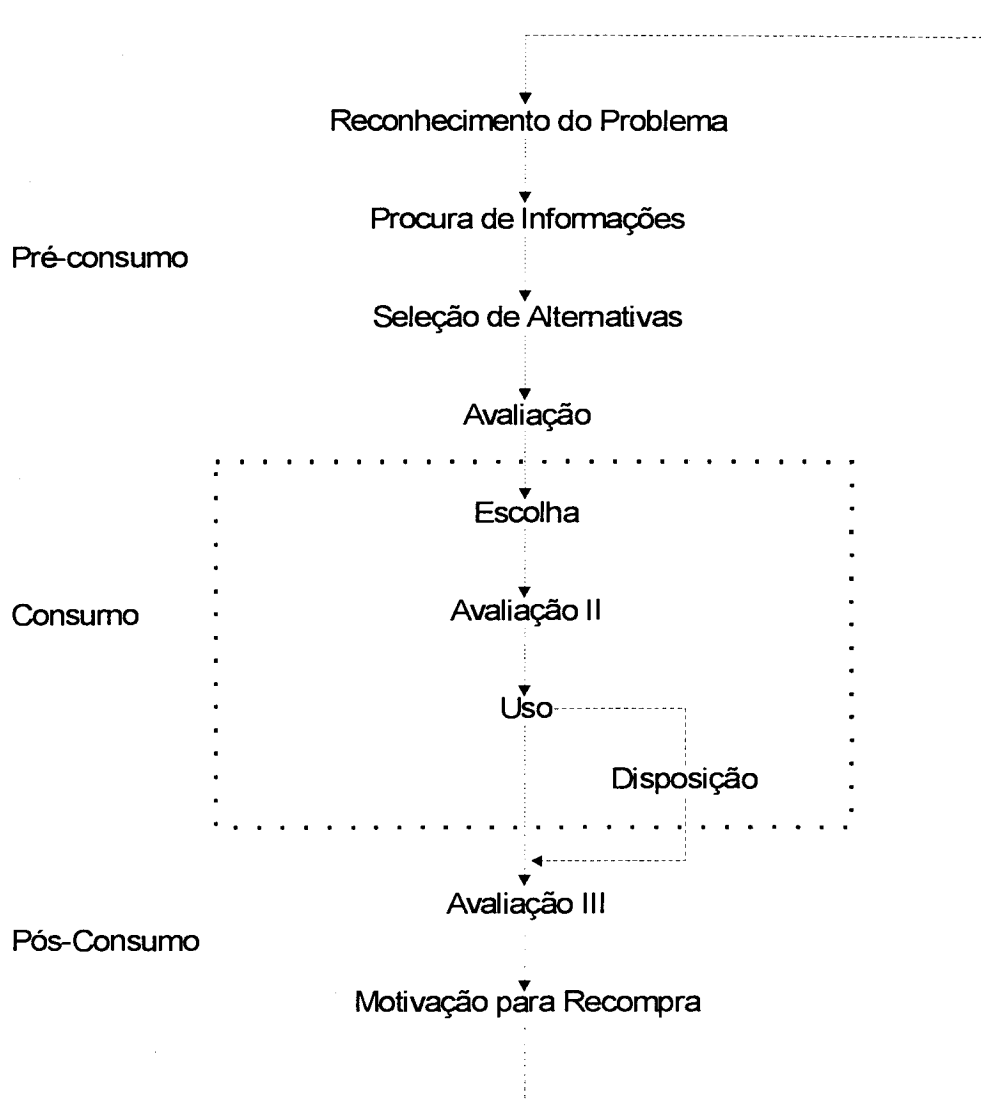 Reconhecimento do Problema
Procura de Informações
Pré-consumo
Seleção de Alternativas
Avaliação
Escolha
Consumo
Avaliação II
Uso
Disposição
Avaliação III
Pós-Consumo
Motivação para Recompra